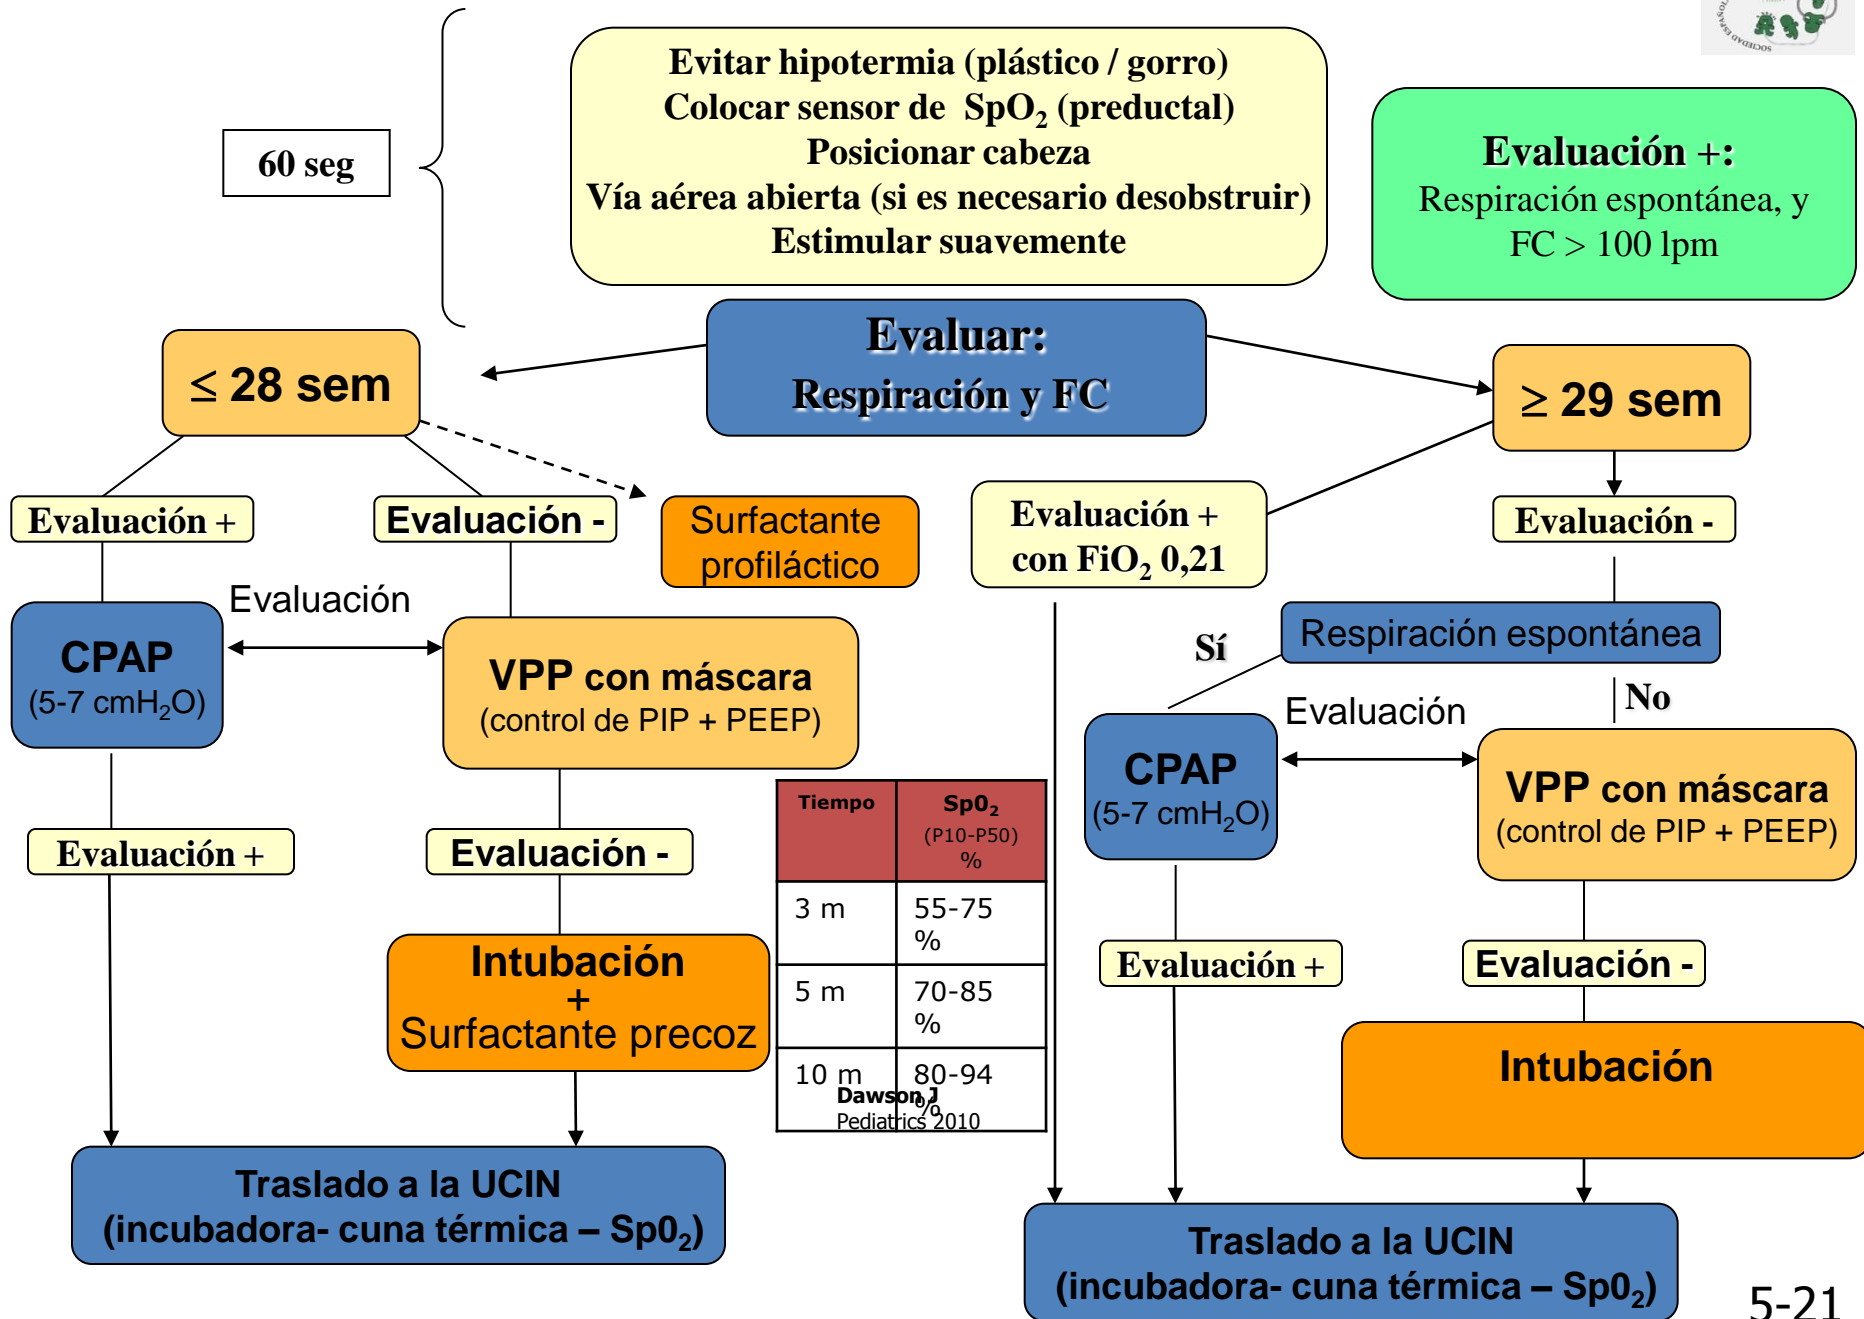 SOCIEDAD ESPAÑOL
60 seg
Evitar hipotermia (plástico / gorro)
Colocar sensor de SpO₂ (preductal)
Posicionar cabeza
Vía aérea abierta (si es necesario desobstruir)
Estimular suavemente
Evaluación +:
Respiración espontánea, y
FC > 100 lpm
Evaluar:
Respiración y FC
≤ 28 sem
≥ 29 sem
Evaluación +
Evaluación -
Surfactante
profiláctico
Evaluación +
con FiO₂ 0,21
Evaluación -
Evaluación
CPAP
(5-7 cmH₂O)
VPP con máscara
(control de PIP + PEEP)
Respiración espontánea
Sí
No
Evaluación
CPAP
(5-7 cmH₂O)
VPP con máscara
(control de PIP + PEEP)
Evaluación +
Evaluación -
Tiempo
Sp0₂
(P10-P50)
%
3 m
55-75
%
5 m
70-85
%
10 m
80-94
%
Dawson J
Pediatrics 2010
Evaluación +
Evaluación -
Intubación
+
Surfactante precoz
Intubación
Traslado a la UCIN
(incubadora- cuna térmica – Sp0₂)
Traslado a la UCIN
(incubadora- cuna térmica – Sp0₂)
5-21